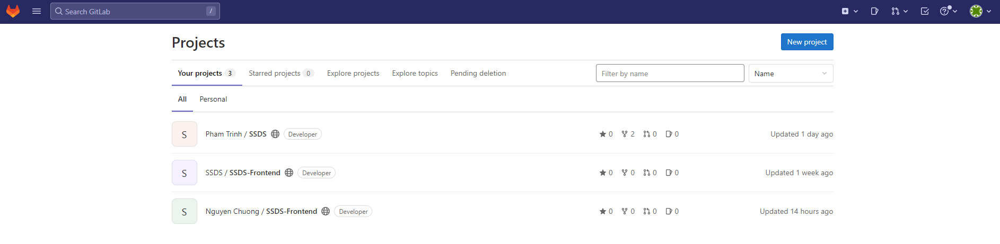 Search GitLab /
Projects New project
Your projects 3 Starred projects 0 Explore projects Explore topics Pending deletion Filter by name Name
All Personal
S Pham Trinh / SSDS Developer 0 2 0 0 Updated 1 day ago
S SSDS / SSDS-Frontend Developer 0 0 0 0 Updated 1 week ago
S Nguyen Chuong / SSDS-Frontend Developer 0 0 0 0 Updated 14 hours ago